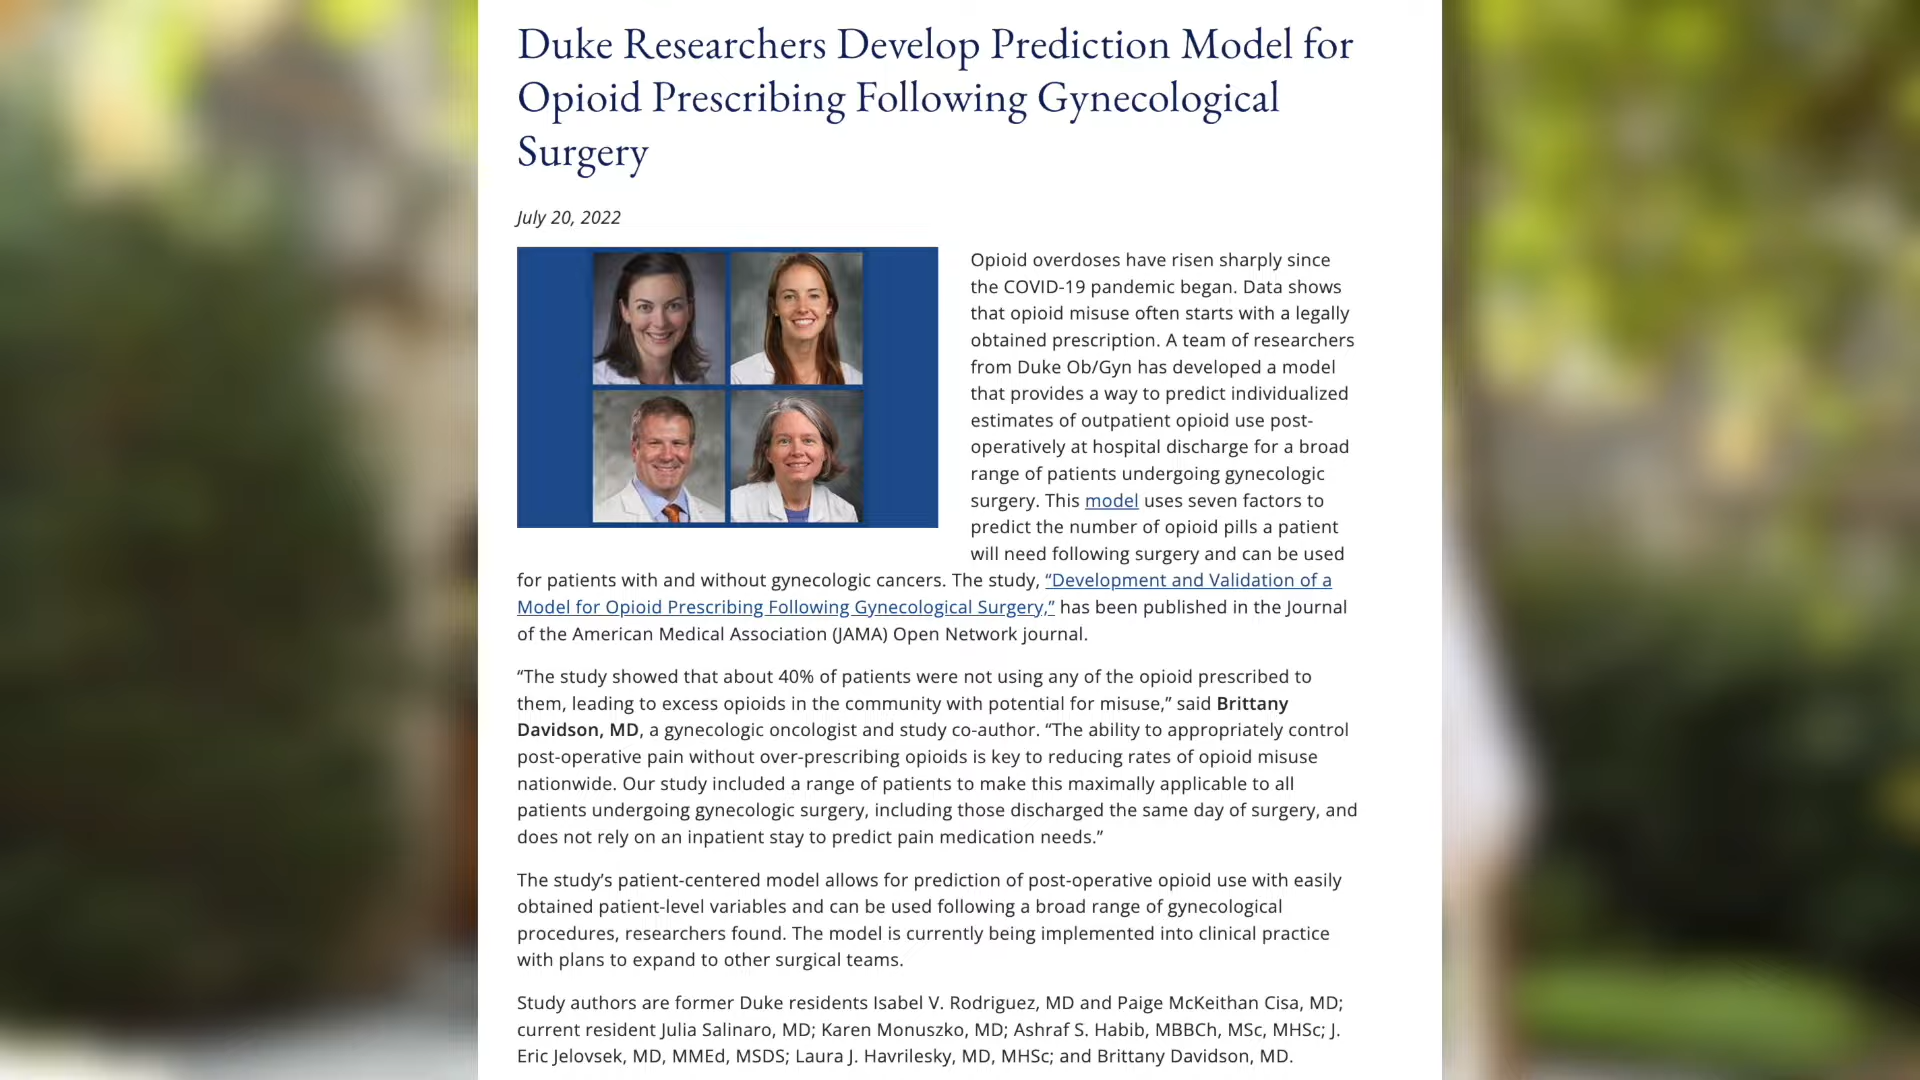 Duke Researchers Develop Prediction Model for
Opioid Prescribing Following Gynecological
Surgery
July 20, 2022
Opioid overdoses have risen sharply since
the COVID-19 pandemic began. Data shows
that opioid misuse often starts with a legally
obtained prescription. A team of researchers
from Duke Ob/Gyn has developed a model
that provides a way to predict individualized
estimates of outpatient opioid use post-
operatively at hospital discharge for a broad
range of patients undergoing gynecologic
surgery. This model uses seven factors to
predict the number of opioid pills a patient
will need following surgery and can be used
for patients with and without gynecologic cancers. The study, “Development and Validation of a
Model for Opioid Prescribing Following Gynecological Surgery,” has been published in the Journal
of the American Medical Association (JAMA) Open Network journal.
“The study showed that about 40% of patients were not using any of the opioid prescribed to
them, leading to excess opioids in the community with potential for misuse,” said Brittany
Davidson, MD, a gynecologic oncologist and study co-author. “The ability to appropriately control
post-operative pain without over-prescribing opioids is key to reducing rates of opioid misuse
nationwide. Our study included a range of patients to make this maximally applicable to all
patients undergoing gynecologic surgery, including those discharged the same day of surgery, and
does not rely on an inpatient stay to predict pain medication needs.”
The study’s patient-centered model allows for prediction of post-operative opioid use with easily
obtained patient-level variables and can be used following a broad range of gynecological
procedures, researchers found. The model is currently being implemented into clinical practice
with plans to expand to other surgical teams.
Study authors are former Duke residents Isabel V. Rodriguez, MD and Paige McKeithan Cisa, MD;
current resident Julia Salinaro, MD; Karen Monuszko, MD; Ashraf S. Habib, MBBCh, MSc, MHSc; J.
Eric Jelovsek, MD, MMEd, MSDS; Laura J. Havrilesky, MD, MHSc; and Brittany Davidson, MD.